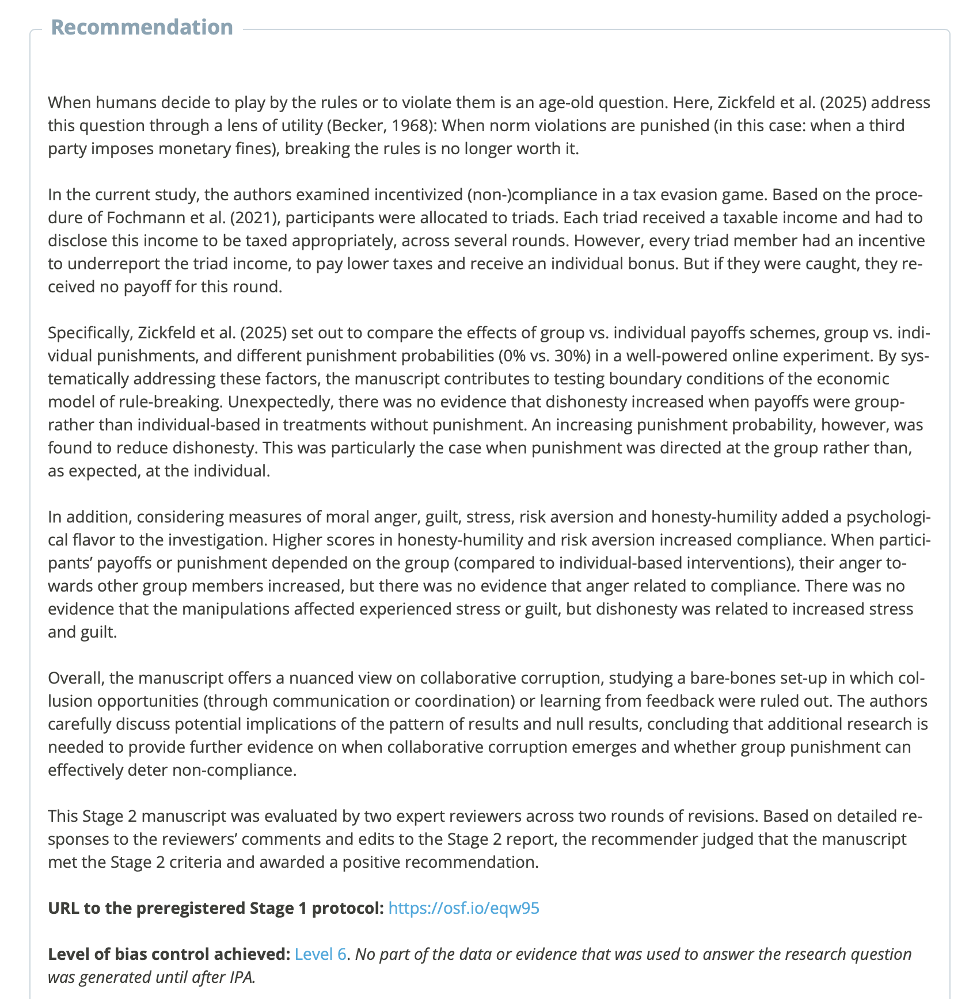 Recommendation
When humans decide to play by the rules or to violate them is an age-old question. Here, Zickfeld et al. (2025) address
this question through a lens of utility (Becker, 1968): When norm violations are punished (in this case: when a third
party imposes monetary fines), breaking the rules is no longer worth it.
In the current study, the authors examined incentivized (non-)compliance in a tax evasion game. Based on the proce-
dure of Fochmann et al. (2021), participants were allocated to triads. Each triad received a taxable income and had to
disclose this income to be taxed appropriately, across several rounds. However, every triad member had an incentive
to underreport the triad income, to pay lower taxes and receive an individual bonus. But if they were caught, they re-
ceived no payoff for this round.
Specifically, Zickfeld et al. (2025) set out to compare the effects of group vs. individual payoffs schemes, group vs. indi-
vidual punishments, and different punishment probabilities (0% vs. 30%) in a well-powered online experiment. By sys-
tematically addressing these factors, the manuscript contributes to testing boundary conditions of the economic
model of rule-breaking. Unexpectedly, there was no evidence that dishonesty increased when payoffs were group-
rather than individual-based in treatments without punishment. An increasing punishment probability, however, was
found to reduce dishonesty. This was particularly the case when punishment was directed at the group rather than,
as expected, at the individual.
In addition, considering measures of moral anger, guilt, stress, risk aversion and honesty-humility added a psychologi-
cal flavor to the investigation. Higher scores in honesty-humility and risk aversion increased compliance. When partici-
pants’ payoffs or punishment depended on the group (compared to individual-based interventions), their anger to-
wards other group members increased, but there was no evidence that anger related to compliance. There was no
evidence that the manipulations affected experienced stress or guilt, but dishonesty was related to increased stress
and guilt.
Overall, the manuscript offers a nuanced view on collaborative corruption, studying a bare-bones set-up in which col-
lusion opportunities (through communication or coordination) or learning from feedback were ruled out. The authors
carefully discuss potential implications of the pattern of results and null results, concluding that additional research is
needed to provide further evidence on when collaborative corruption emerges and whether group punishment can
effectively deter non-compliance.
This Stage 2 manuscript was evaluated by two expert reviewers across two rounds of revisions. Based on detailed re-
sponses to the reviewers’ comments and edits to the Stage 2 report, the recommender judged that the manuscript
met the Stage 2 criteria and awarded a positive recommendation.
URL to the preregistered Stage 1 protocol: https://osf.io/eqw95
Level of bias control achieved: Level 6. No part of the data or evidence that was used to answer the research question
was generated until after IPA.